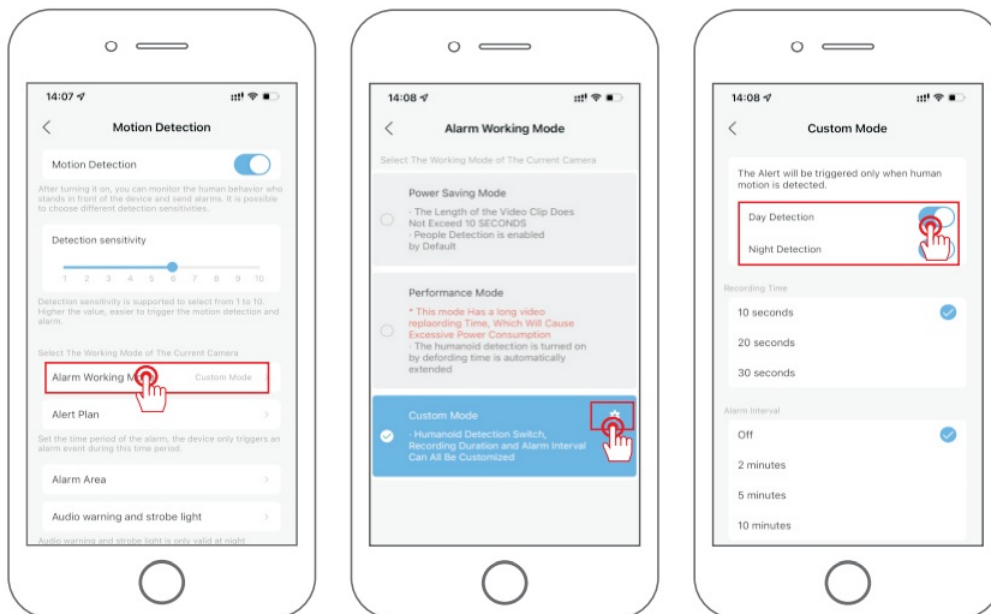 14:07
Motion Detection
Motion Detection
After turning it on, you can monitor the human behavior who
stands in front of the device and send alarms. It is possible
to choose different detection sensitivities.
Detection sensitivity
1 2 3 4 5 6 7 8 9 10
Detection sensitivity is supported to select from 1 to 10.
Higher the value, easier to trigger the motion detection and
alarm.
Select The Working Mode of The Current Camera
Alarm Working Custom Mode
Alert Plan
Set the time period of the alarm, the device only triggers an
alarm event during this time period.
Alarm Area
Audio warning and strobe light
Audio warning and strobe light is only valid at night
14:08
Alarm Working Mode
Select The Working Mode of The Current Camera
Power Saving Mode
· The Length of the Video Clip Does
Not Exceed 10 SECONDS
· People Detection is enabled
by Default
Performance Mode
* This mode Has a long video
replaording Time, Which Will Cause
Excessive Power Consumption
· The humanoid detection is turned on
by defording time is automatically
extended
Custom Mode
· Humanoid Detection Switch,
Recording Duration and Alarm Interval
Can All Be Customized
14:08
Custom Mode
The Alert will be triggered only when human
motion is detected.
Day Detection
Night Detection
Recording Time
10 seconds
20 seconds
30 seconds
Alarm Interval
Off
2 minutes
5 minutes
10 minutes